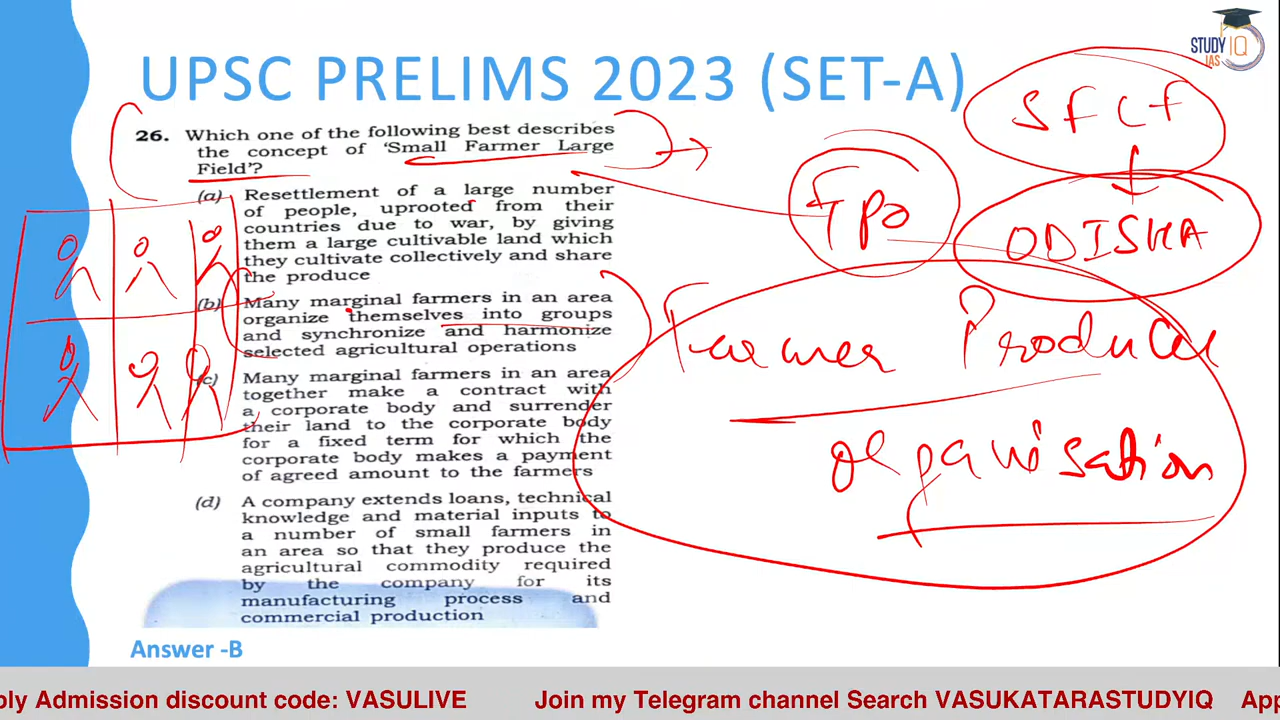 STUDY IQ
IAS
UPSC PRELIMS 2023 (SET-A)
26. Which one of the following best describes
the concept of ‘Small Farmer Large
Field’?
(a) Resettlement of a large number
of people, uprooted from their
countries due to war, by giving
them a large cultivable land which
they cultivate collectively and share
the produce
(b) Many marginal farmers in an area
organize themselves into groups
and synchronize and harmonize
selected agricultural operations
(c) Many marginal farmers in an area
together make a contract with
a corporate body and surrender
their land to the corporate body
for a fixed term for which the
corporate body makes a payment
of agreed amount to the farmers
(d) A company extends loans, technical
knowledge and material inputs to
a number of small farmers in
an area so that they produce the
agricultural commodity required
by the company for its
manufacturing process and
commercial production
Answer -B
SFLF
FPO
ODISHA
Farmer Producer
Organisation
ply Admission discount code: VASULIVE Join my Telegram channel Search VASUKATARASTUDYIQ App